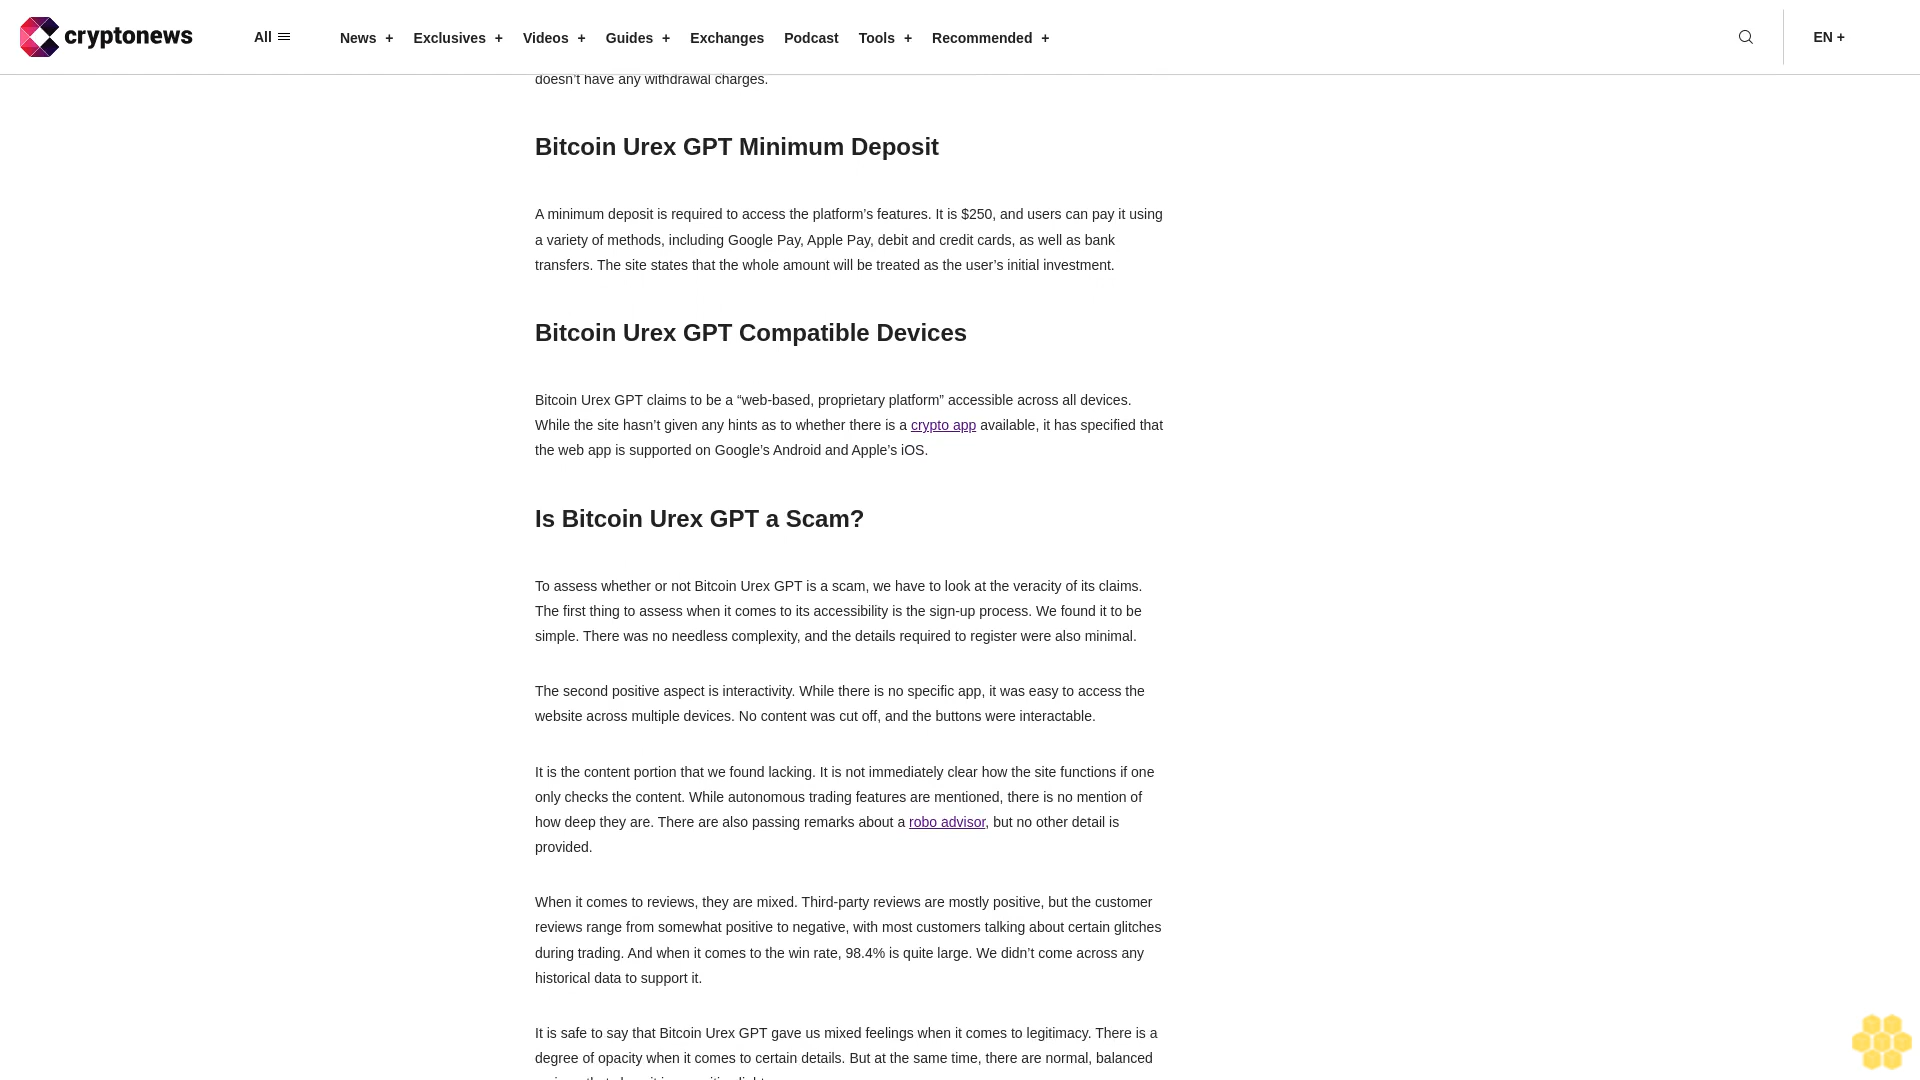 cryptonews
All
News +
Exclusives +
Videos +
Guides +
Exchanges
Podcast
Tools +
Recommended +
EN +
doesn’t have any withdrawal charges.
Bitcoin Urex GPT Minimum Deposit
A minimum deposit is required to access the platform’s features. It is $250, and users can pay it using
a variety of methods, including Google Pay, Apple Pay, debit and credit cards, as well as bank
transfers. The site states that the whole amount will be treated as the user’s initial investment.
Bitcoin Urex GPT Compatible Devices
Bitcoin Urex GPT claims to be a “web-based, proprietary platform” accessible across all devices.
While the site hasn’t given any hints as to whether there is a crypto app available, it has specified that
the web app is supported on Google’s Android and Apple’s iOS.
Is Bitcoin Urex GPT a Scam?
To assess whether or not Bitcoin Urex GPT is a scam, we have to look at the veracity of its claims.
The first thing to assess when it comes to its accessibility is the sign-up process. We found it to be
simple. There was no needless complexity, and the details required to register were also minimal.
The second positive aspect is interactivity. While there is no specific app, it was easy to access the
website across multiple devices. No content was cut off, and the buttons were interactable.
It is the content portion that we found lacking. It is not immediately clear how the site functions if one
only checks the content. While autonomous trading features are mentioned, there is no mention of
how deep they are. There are also passing remarks about a robo advisor, but no other detail is
provided.
When it comes to reviews, they are mixed. Third-party reviews are mostly positive, but the customer
reviews range from somewhat positive to negative, with most customers talking about certain glitches
during trading. And when it comes to the win rate, 98.4% is quite large. We didn’t come across any
historical data to support it.
It is safe to say that Bitcoin Urex GPT gave us mixed feelings when it comes to legitimacy. There is a
degree of opacity when it comes to certain details. But at the same time, there are normal, balanced